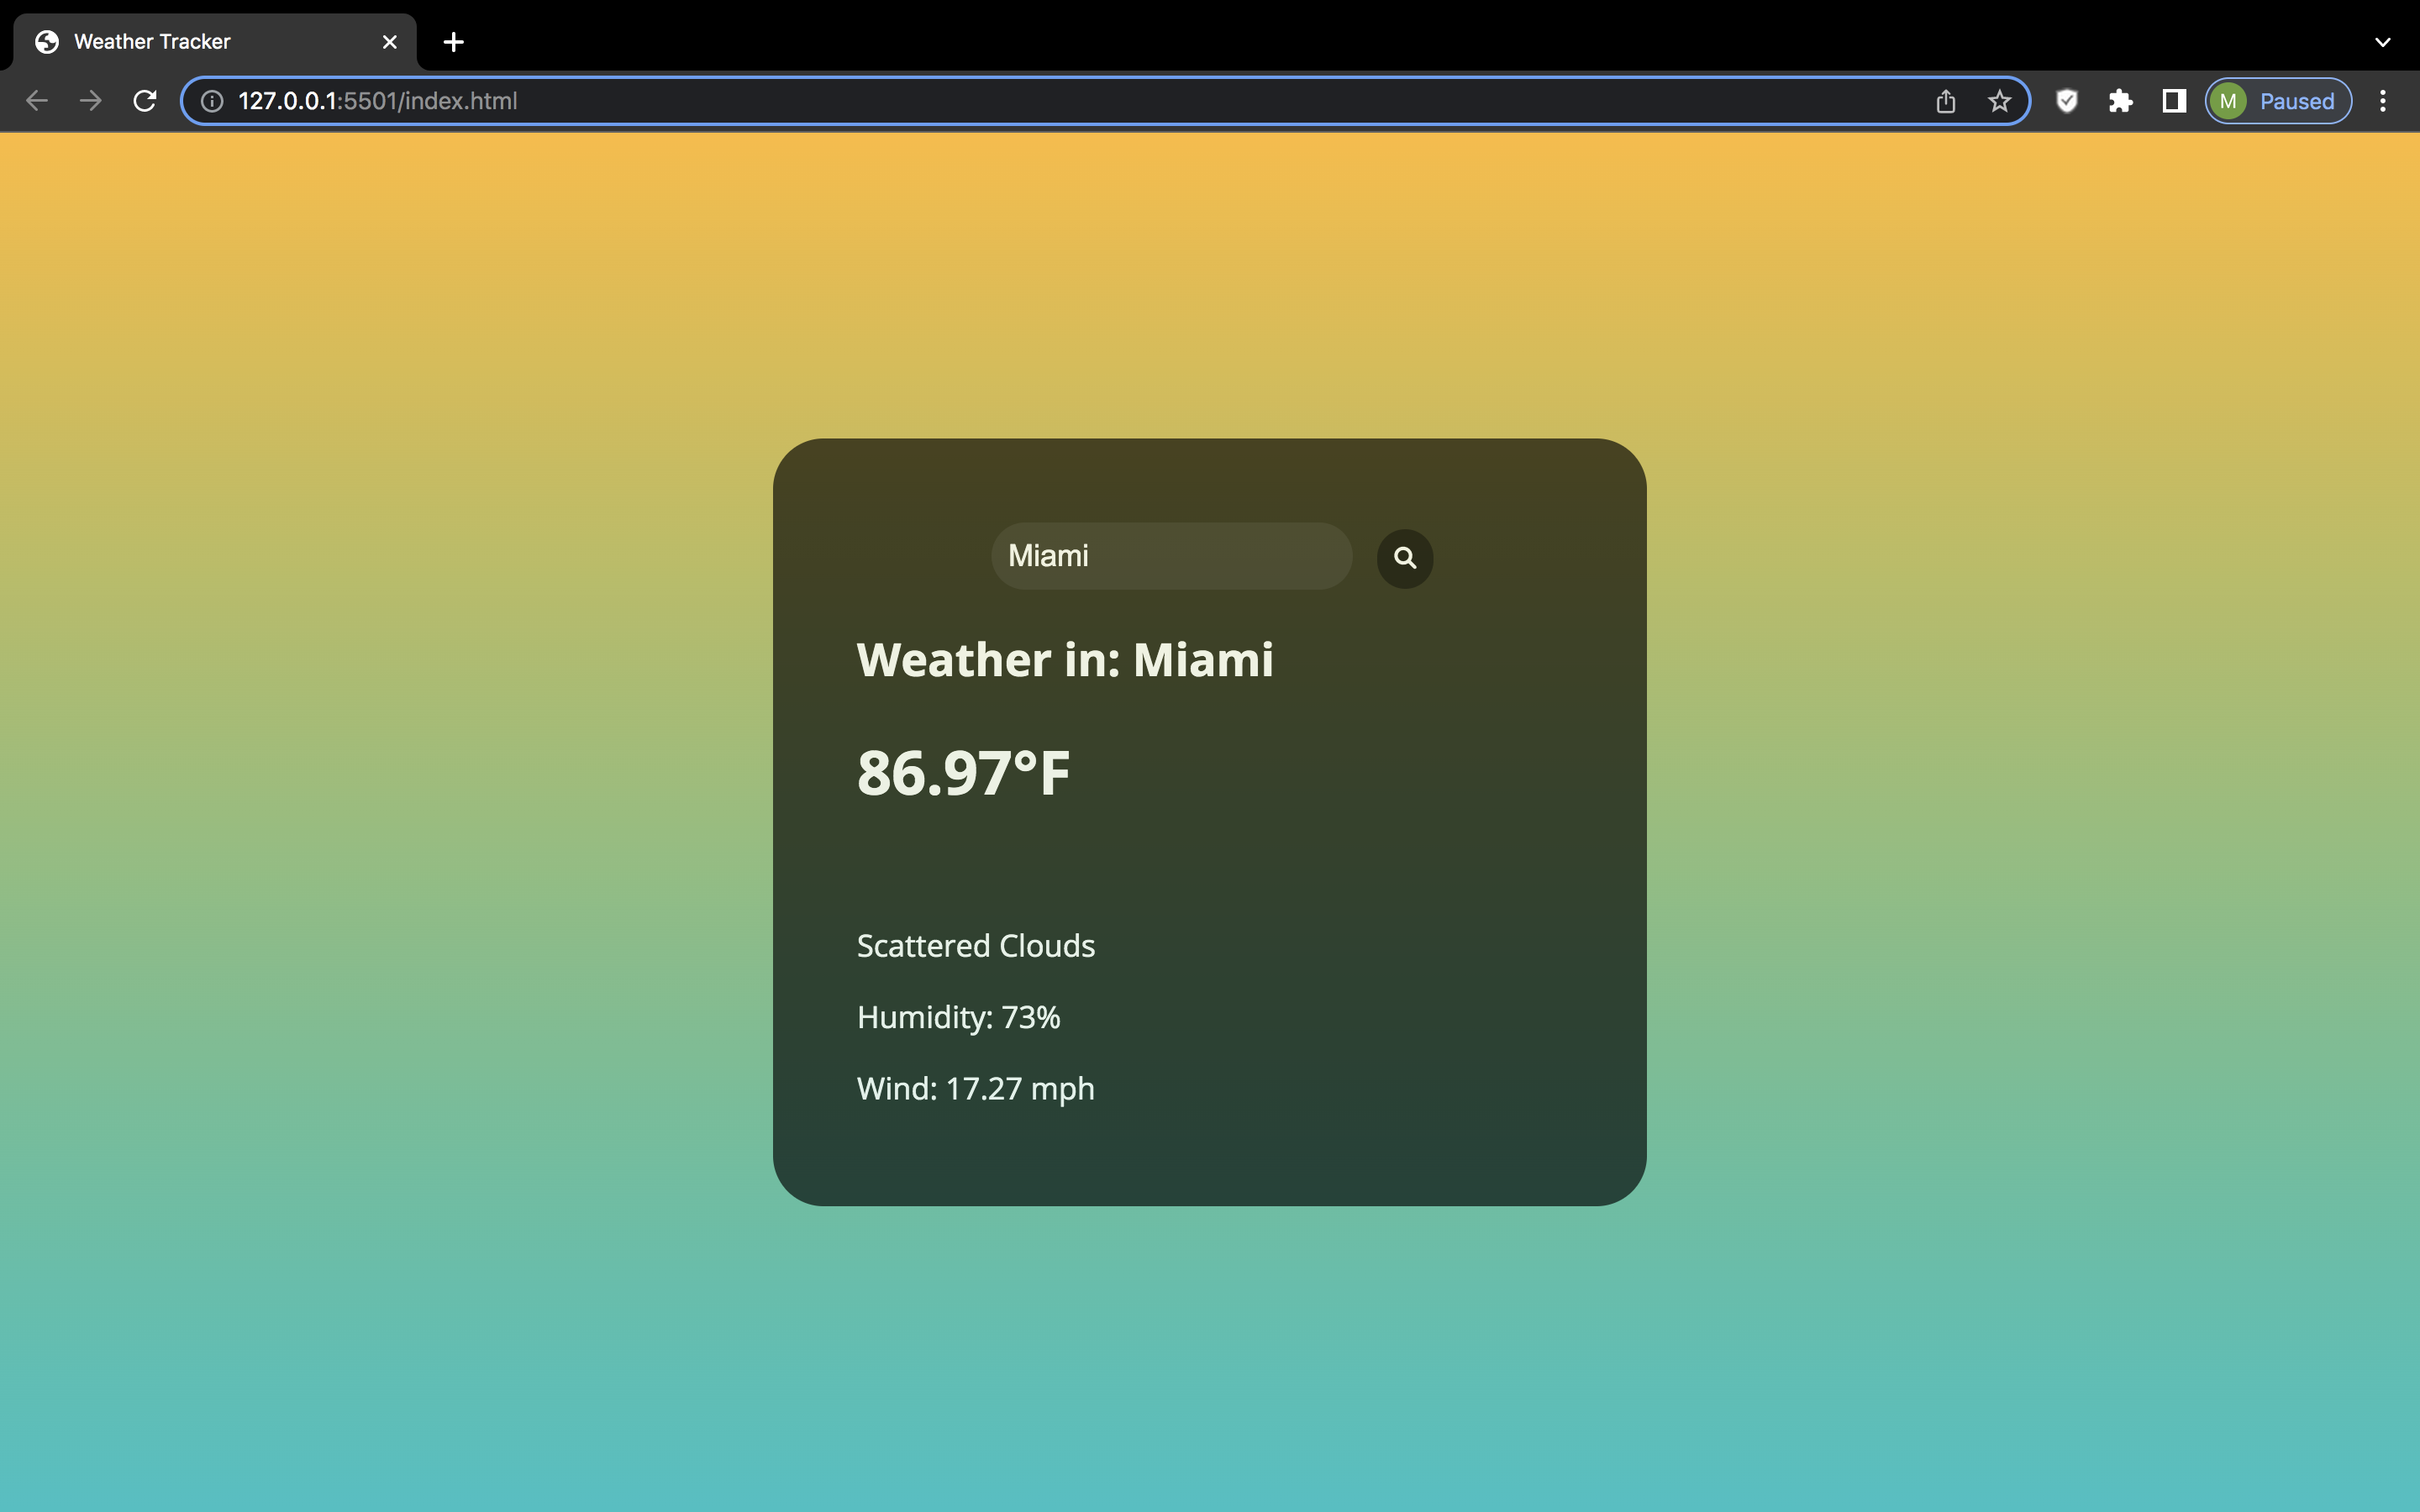 Weather Tracker
127.0.0.1:5501/index.html
M Paused
Miami
Weather in: Miami
86.97°F
Scattered Clouds
Humidity: 73%
Wind: 17.27 mph